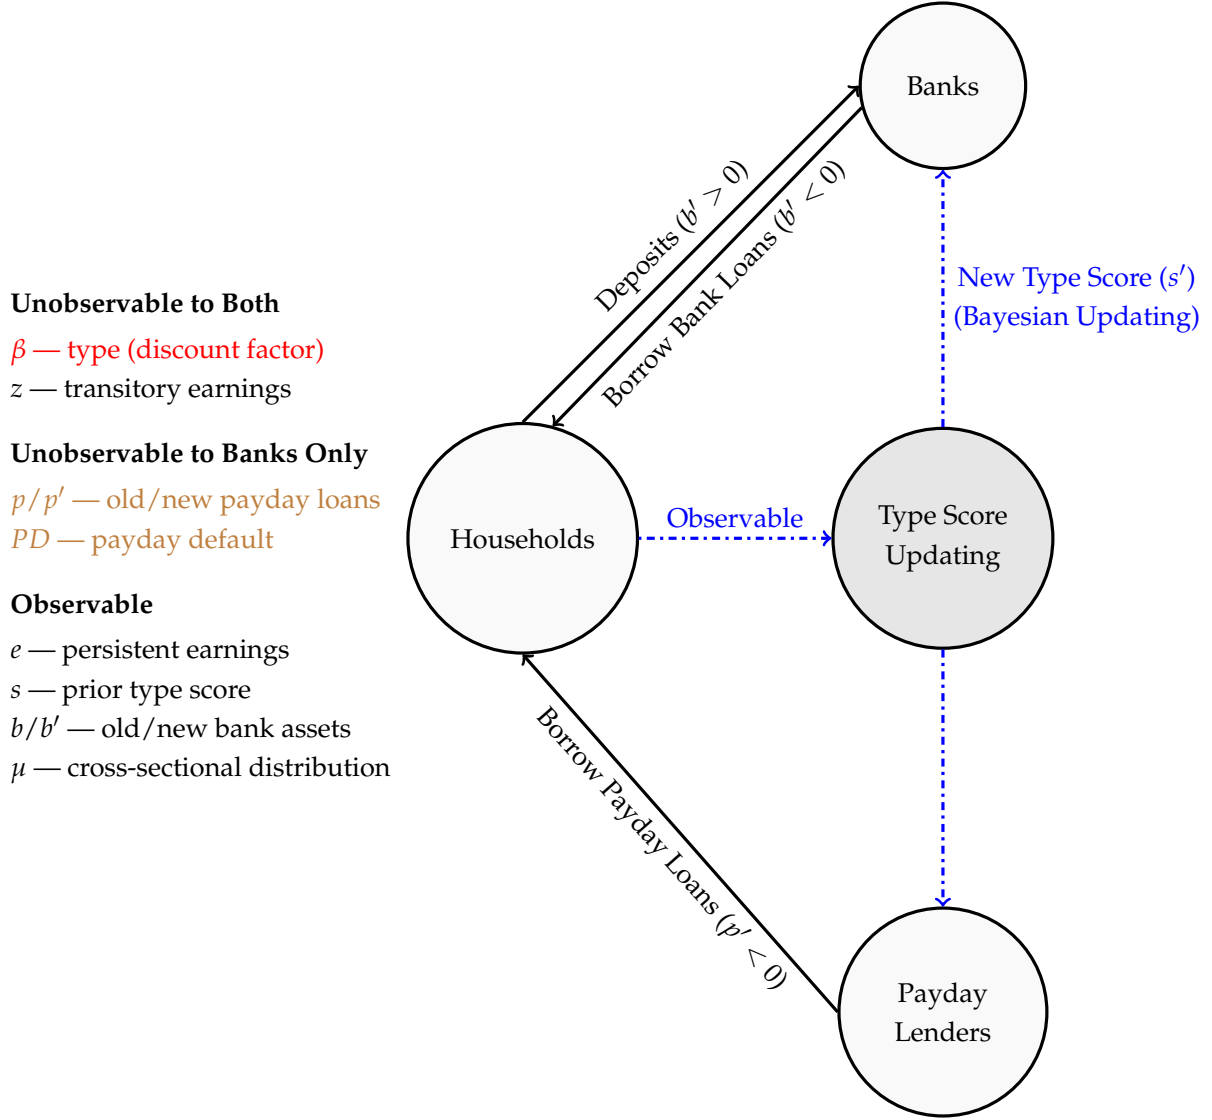 Banks
Deposits (b′ > 0)
Borrow Bank Loans (b′ < 0)
New Type Score (s′)
(Bayesian Updating)
Unobservable to Both
β — type (discount factor)
z — transitory earnings
Unobservable to Banks Only
p/p′ — old/new payday loans
PD — payday default
Observable
e — persistent earnings
s — prior type score
b/b′ — old/new bank assets
μ — cross-sectional distribution
Households
Observable
Type Score
Updating
Borrow Payday Loans (p′ < 0)
Payday
Lenders